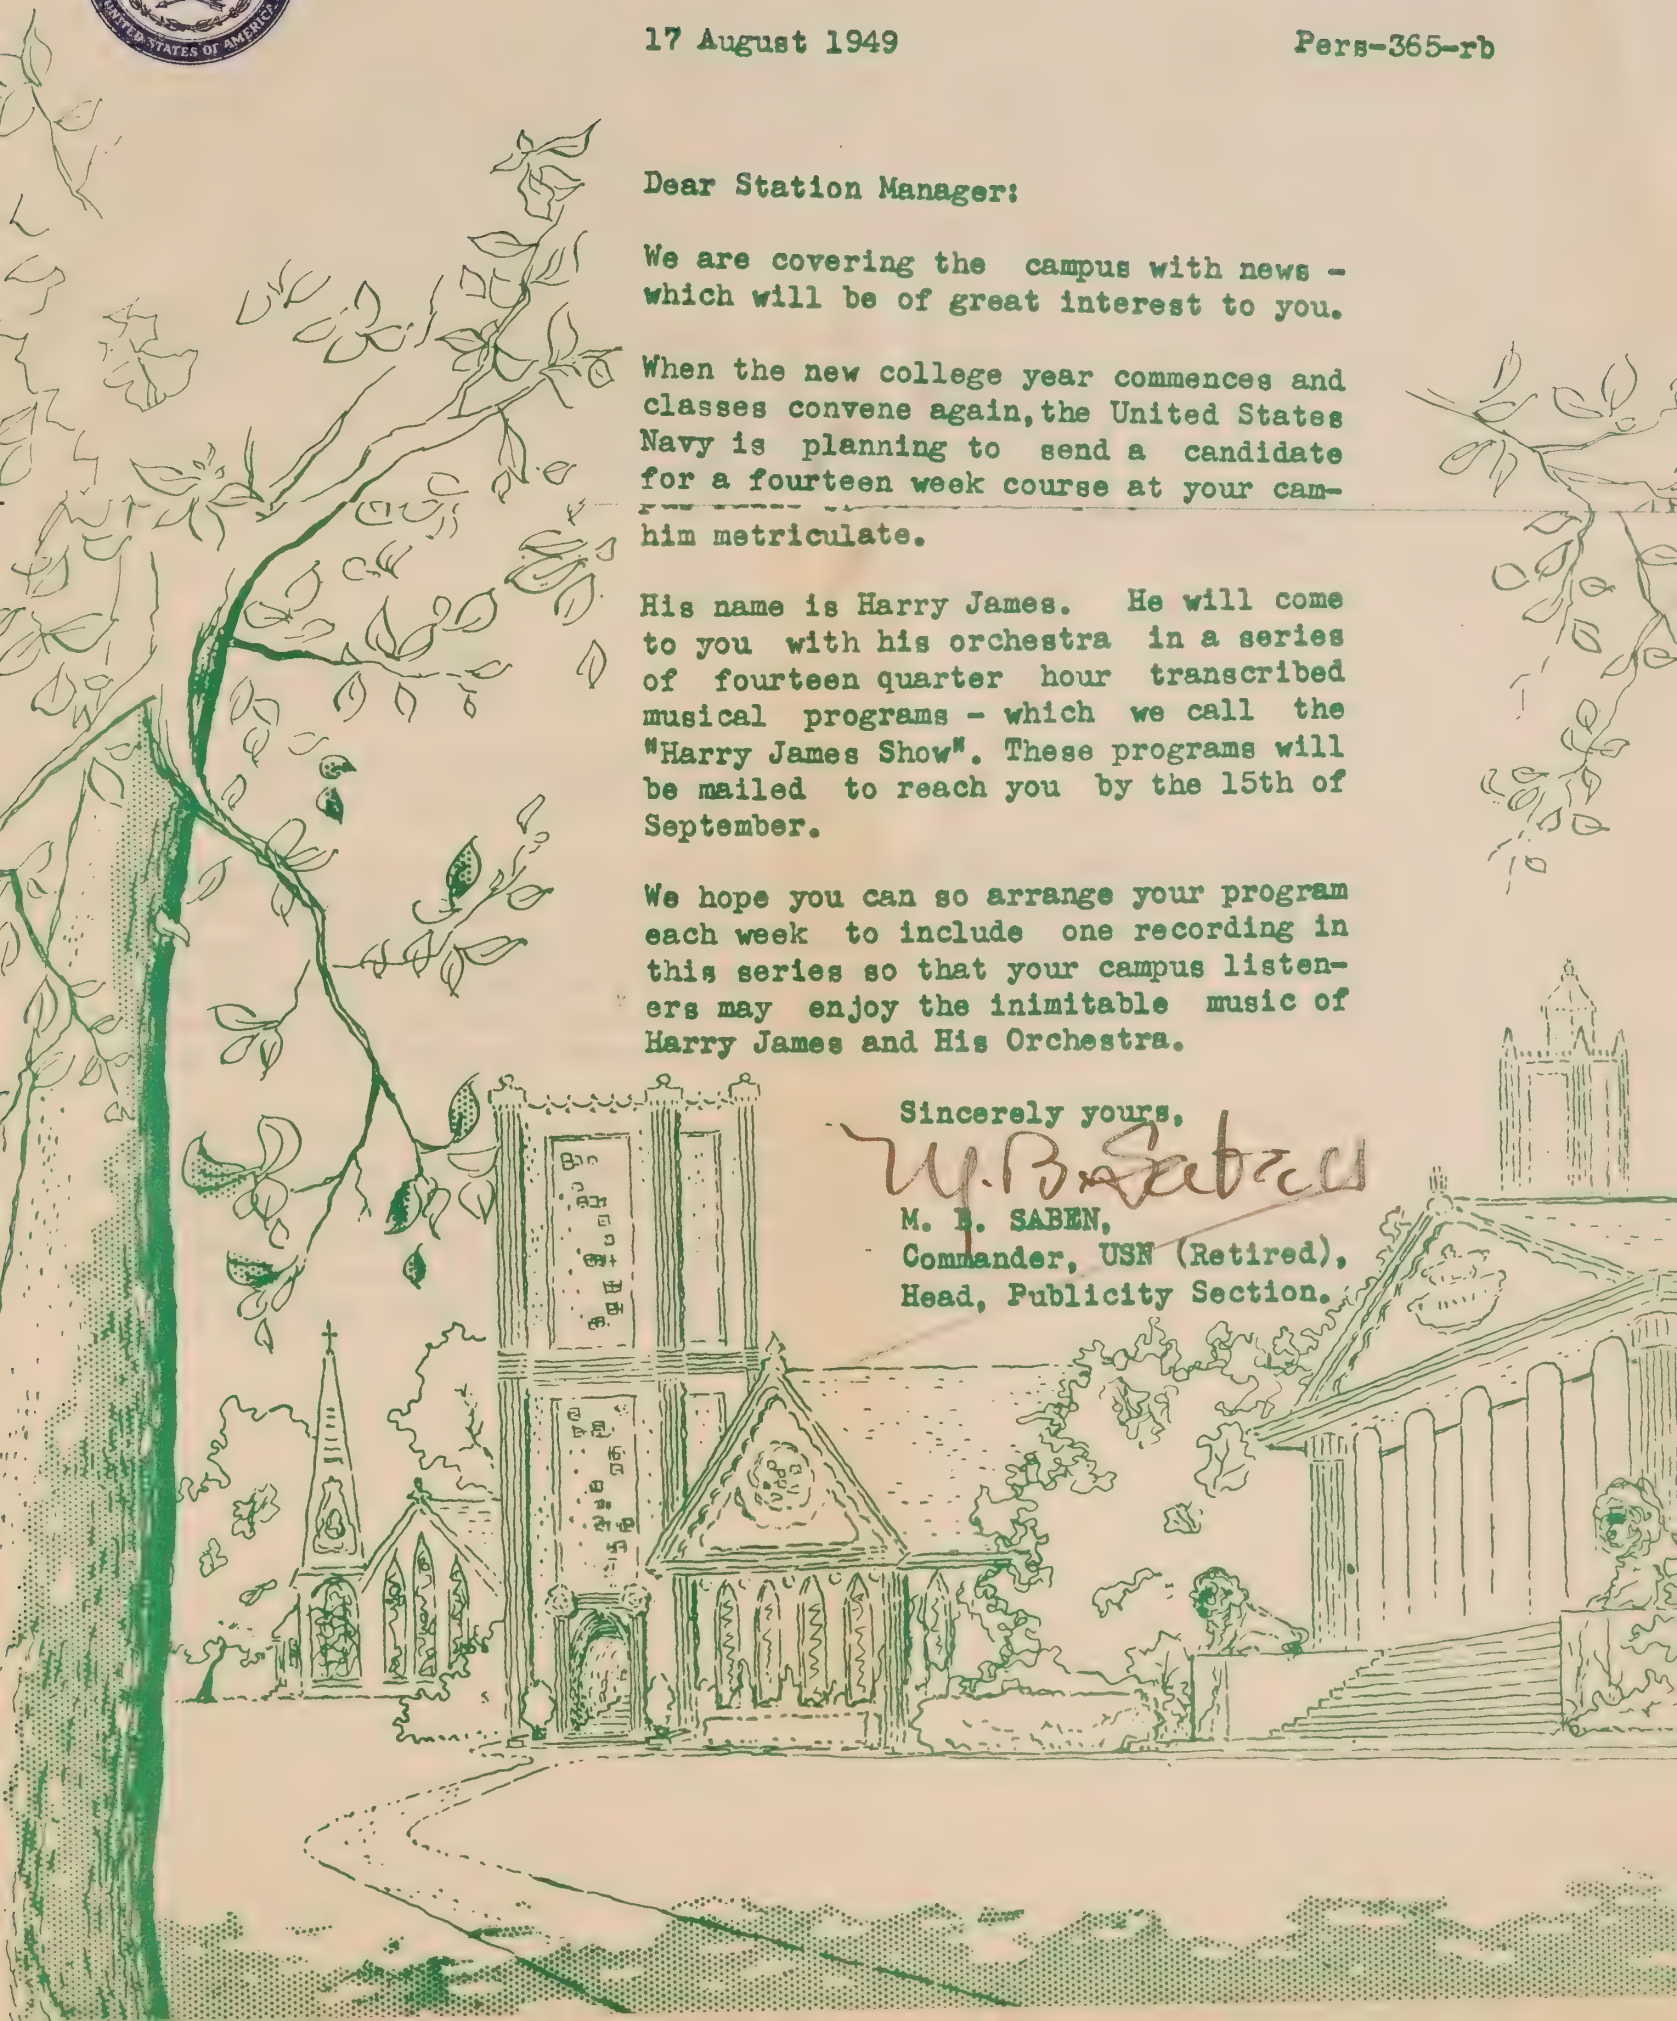 UNITED STATES OF AMERICA
17 August 1949 Pers-365-rb
Dear Station Manager:
We are covering the campus with news -
which will be of great interest to you.
When the new college year commences and
classes convene again, the United States
Navy is planning to send a candidate
for a fourteen week course at your cam-
him metriculate.
His name is Harry James. He will come
to you with his orchestra in a series
of fourteen quarter hour transcribed
musical programs - which we call the
"Harry James Show". These programs will
be mailed to reach you by the 15th of
September.
We hope you can so arrange your program
each week to include one recording in
this series so that your campus listen-
ers may enjoy the inimitable music of
Harry James and His Orchestra.
Sincerely yours,
M. B. Saben
M. B. SABEN,
Commander, USN (Retired),
Head, Publicity Section.